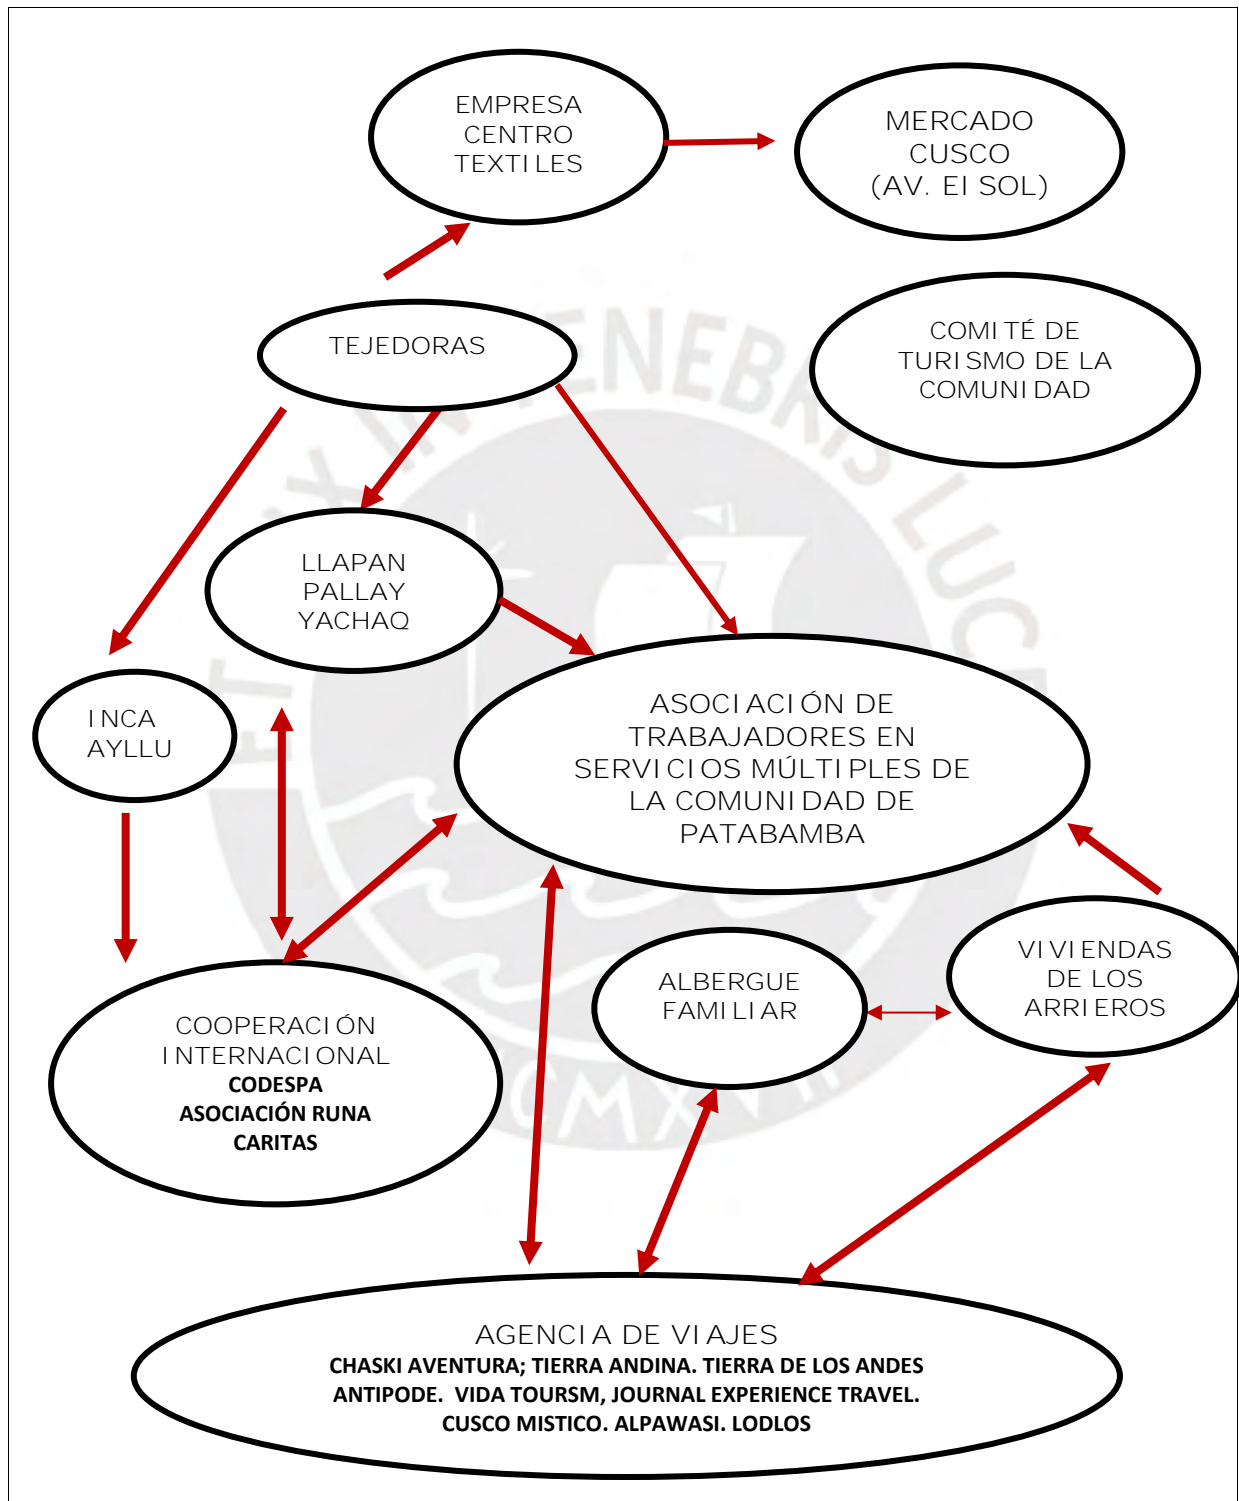 EMPRESA
CENTRO
TEXTILES
MERCADO
CUSCO
(AV. El SOL)
TEJEDORAS
COMITÉ DE
TURISMO DE LA
COMUNIDAD
LLAPAN
PALLAY
YACHAQ
INCA
AYLLU
ASOCIACIÓN DE
TRABAJADORES EN
SERVICIOS MÚLTIPLES DE
LA COMUNIDAD DE
PATABAMBA
ALBERGUE
FAMILIAR
VIVIENDAS
DE LOS
ARRIEROS
COOPERACIÓN
INTERNACIONAL
CODESPA
ASOCIACIÓN RUNA
CARITAS
AGENCIA DE VIAJES
CHASKI AVENTURA; TIERRA ANDINA. TIERRA DE LOS ANDES
ANTIPODE. VIDA TOURSM, JOURNAL EXPERIENCE TRAVEL.
CUSCO MISTICO. ALPAWASI. LODLOS